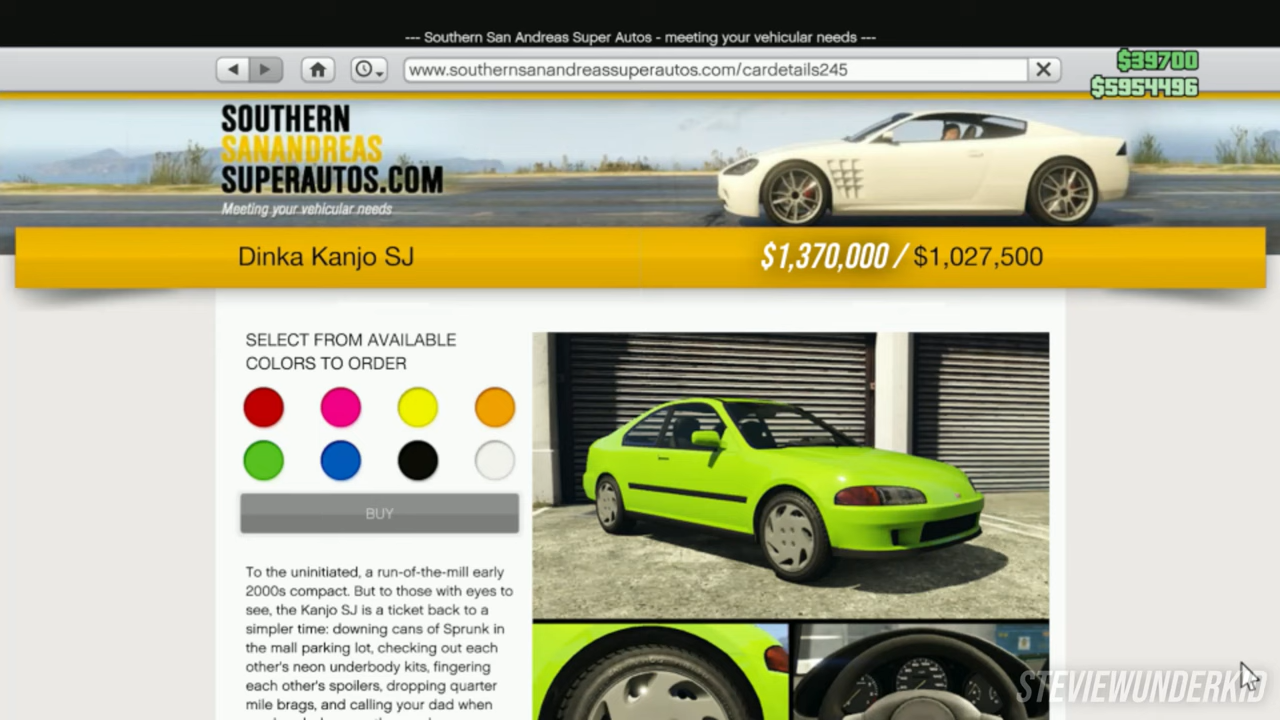 --- Southern San Andreas Super Autos - meeting your vehicular needs ---
www.southernsanandreassuperautos.com/cardetails245
$39700
$5954496
SOUTHERN
SANANDREAS
SUPERAUTOS.COM
Meeting your vehicular needs
Dinka Kanjo SJ
$1,370,000 / $1,027,500
SELECT FROM AVAILABLE
COLORS TO ORDER
BUY
To the uninitiated, a run-of-the-mill early
2000s compact. But to those with eyes to
see, the Kanjo SJ is a ticket back to a
simpler time: downing cans of Sprunk in
the mall parking lot, checking out each
other's neon underbody kits, fingering
each other's spoilers, dropping quarter
mile brags, and calling your dad when
STEVIEWUNDERKID